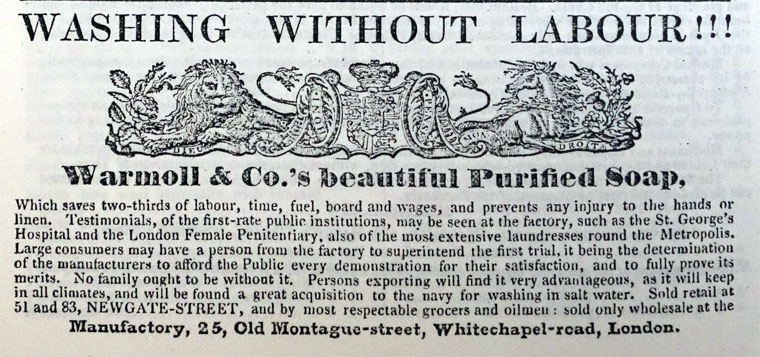 WASHING WITHOUT LABOUR!!!
DIEU ET MON DROIT
Warmoll & Co.'s beautiful Purified Soap,
Which saves two-thirds of labour, time, fuel, board and wages, and prevents any injury to the hands or
linen. Testimonials, of the first-rate public institutions, may be seen at the factory, such as the St. George's
Hospital and the London Female Penitentiary, also of the most extensive laundresses round the Metropolis.
Large consumers may have a person from the factory to superintend the first trial, it being the determination
of the manufacturers to afford the Public every demonstration for their satisfaction, and to fully prove its
merits. No family ought to be without it. Persons exporting will find it very advantageous, as it will keep
in all climates, and will be found a great acquisition to the navy for washing in salt water. Sold retail at
51 and 83, NEWGATE-STREET, and by most respectable grocers and oilmen: sold only wholesale at the
Manufactory, 25, Old Montague-street, Whitechapel-road, London.